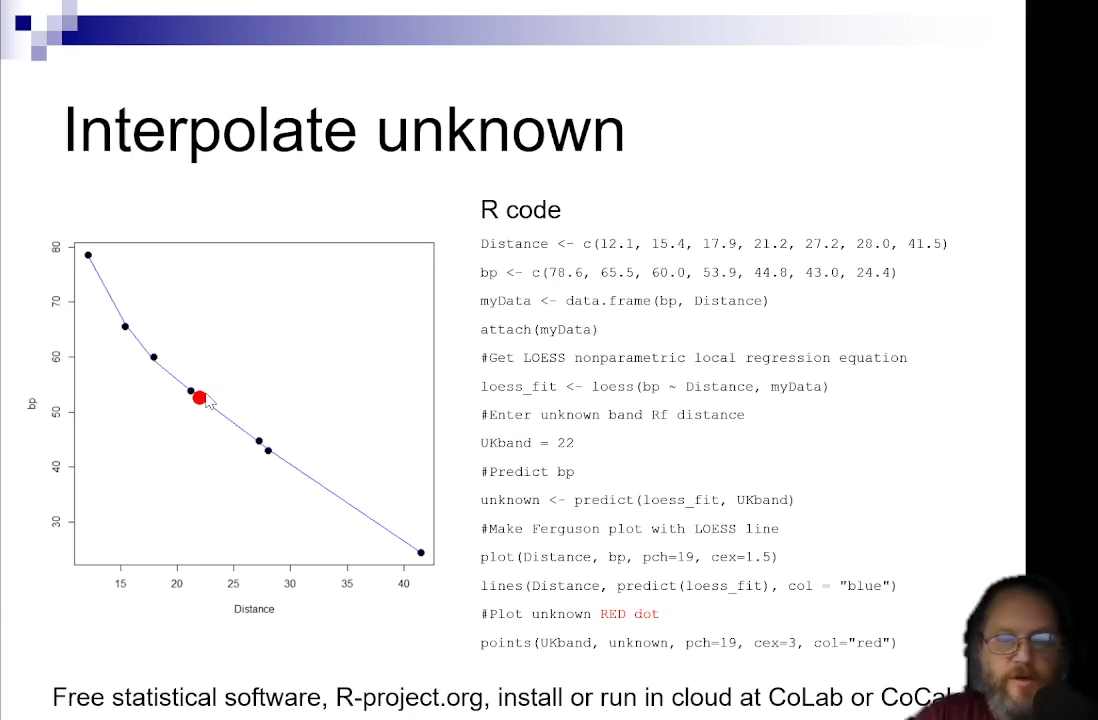 Interpolate unknown
R code
Distance <- c(12.1, 15.4, 17.9, 21.2, 27.2, 28.0, 41.5)
bp <- c(78.6, 65.5, 60.0, 53.9, 44.8, 43.0, 24.4)
myData <- data.frame(bp, Distance)
attach(myData)
#Get LOESS nonparametric local regression equation
loess_fit <- loess(bp ~ Distance, myData)
#Enter unknown band Rf distance
UKband = 22
#Predict bp
unknown <- predict(loess_fit, UKband)
#Make Ferguson plot with LOESS line
plot(Distance, bp, pch=19, cex=1.5)
lines(Distance, predict(loess_fit), col = "blue")
#Plot unknown RED dot
points(UKband, unknown, pch=19, cex=3, col="red")
80
70
60
50
40
30
bp
15 20 25 30 35 40
Distance
Free statistical software, R-project.org, install or run in cloud at CoLab or